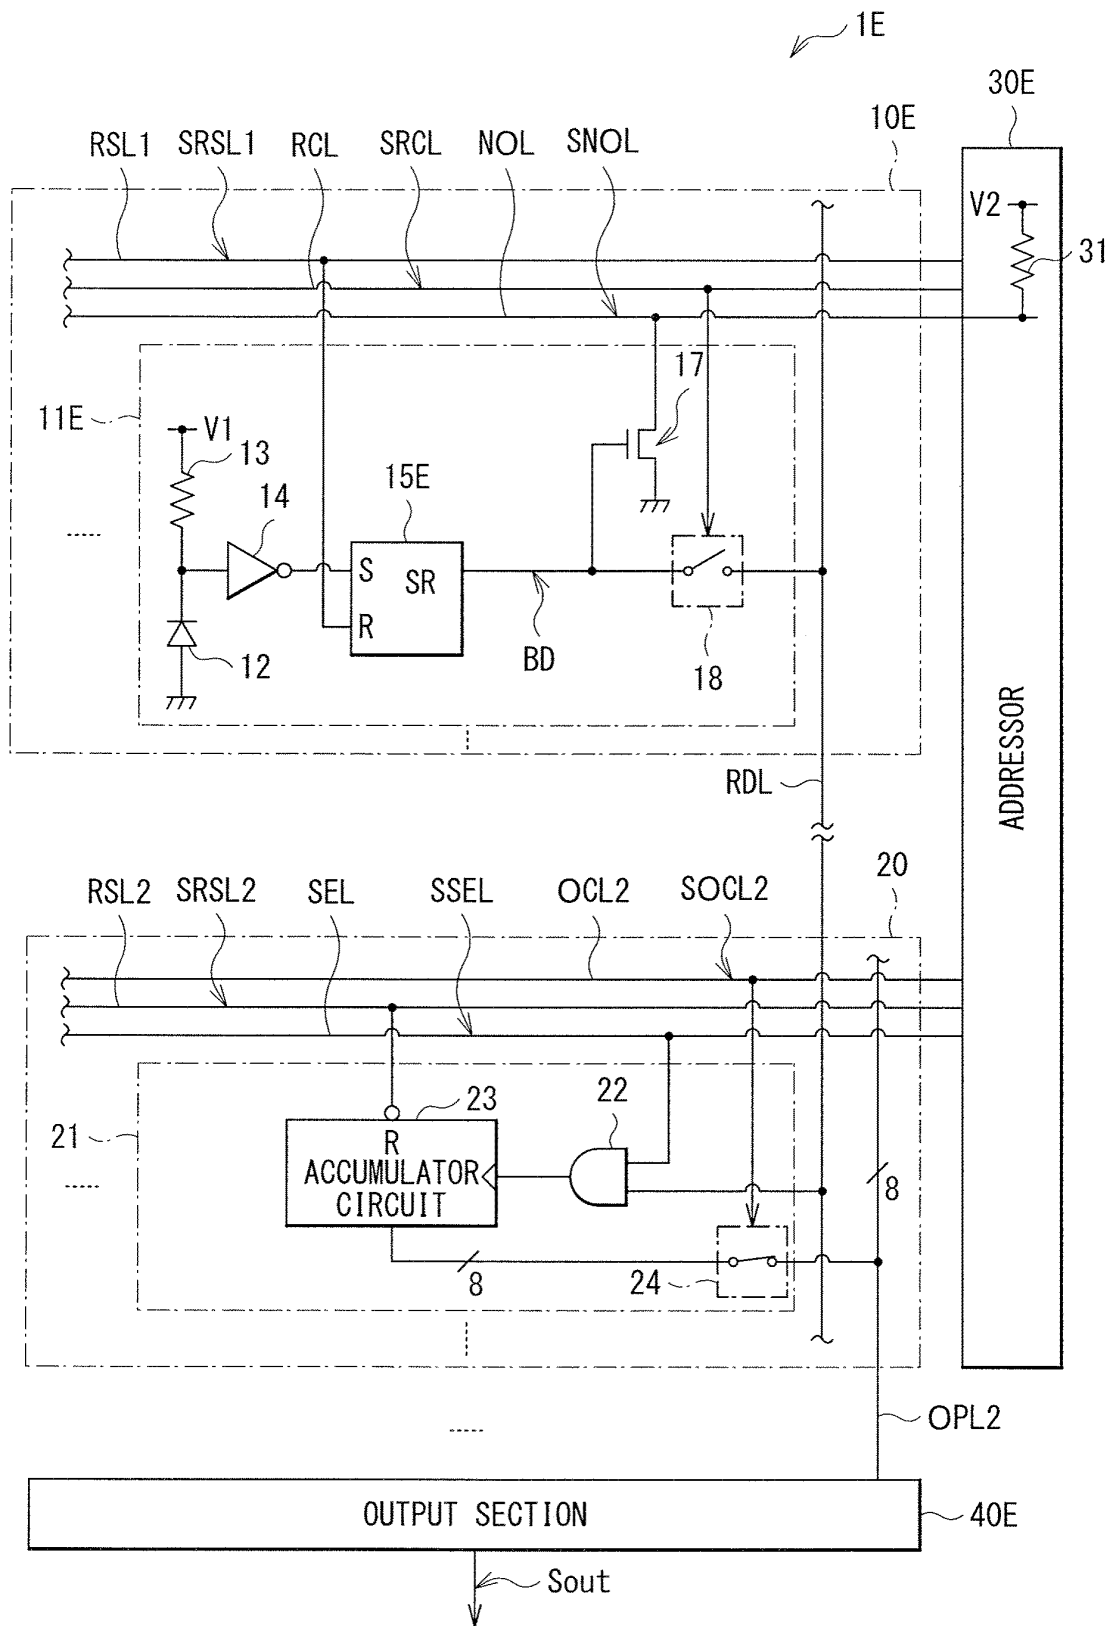 1E
30E
10E
RSL1 SRSL1 RCL SRCL NOL SNOL
V2
31
17
11E
V1
13
14
15E
S
SR
R
12
BD
18
ADDRESSOR
RDL
20
RSL2 SRSL2 SEL SSEL OCL2 SOCL2
21
23
22
R
ACCUMULATOR
CIRCUIT
8
8
24
OPL2
OUTPUT SECTION
40E
Sout